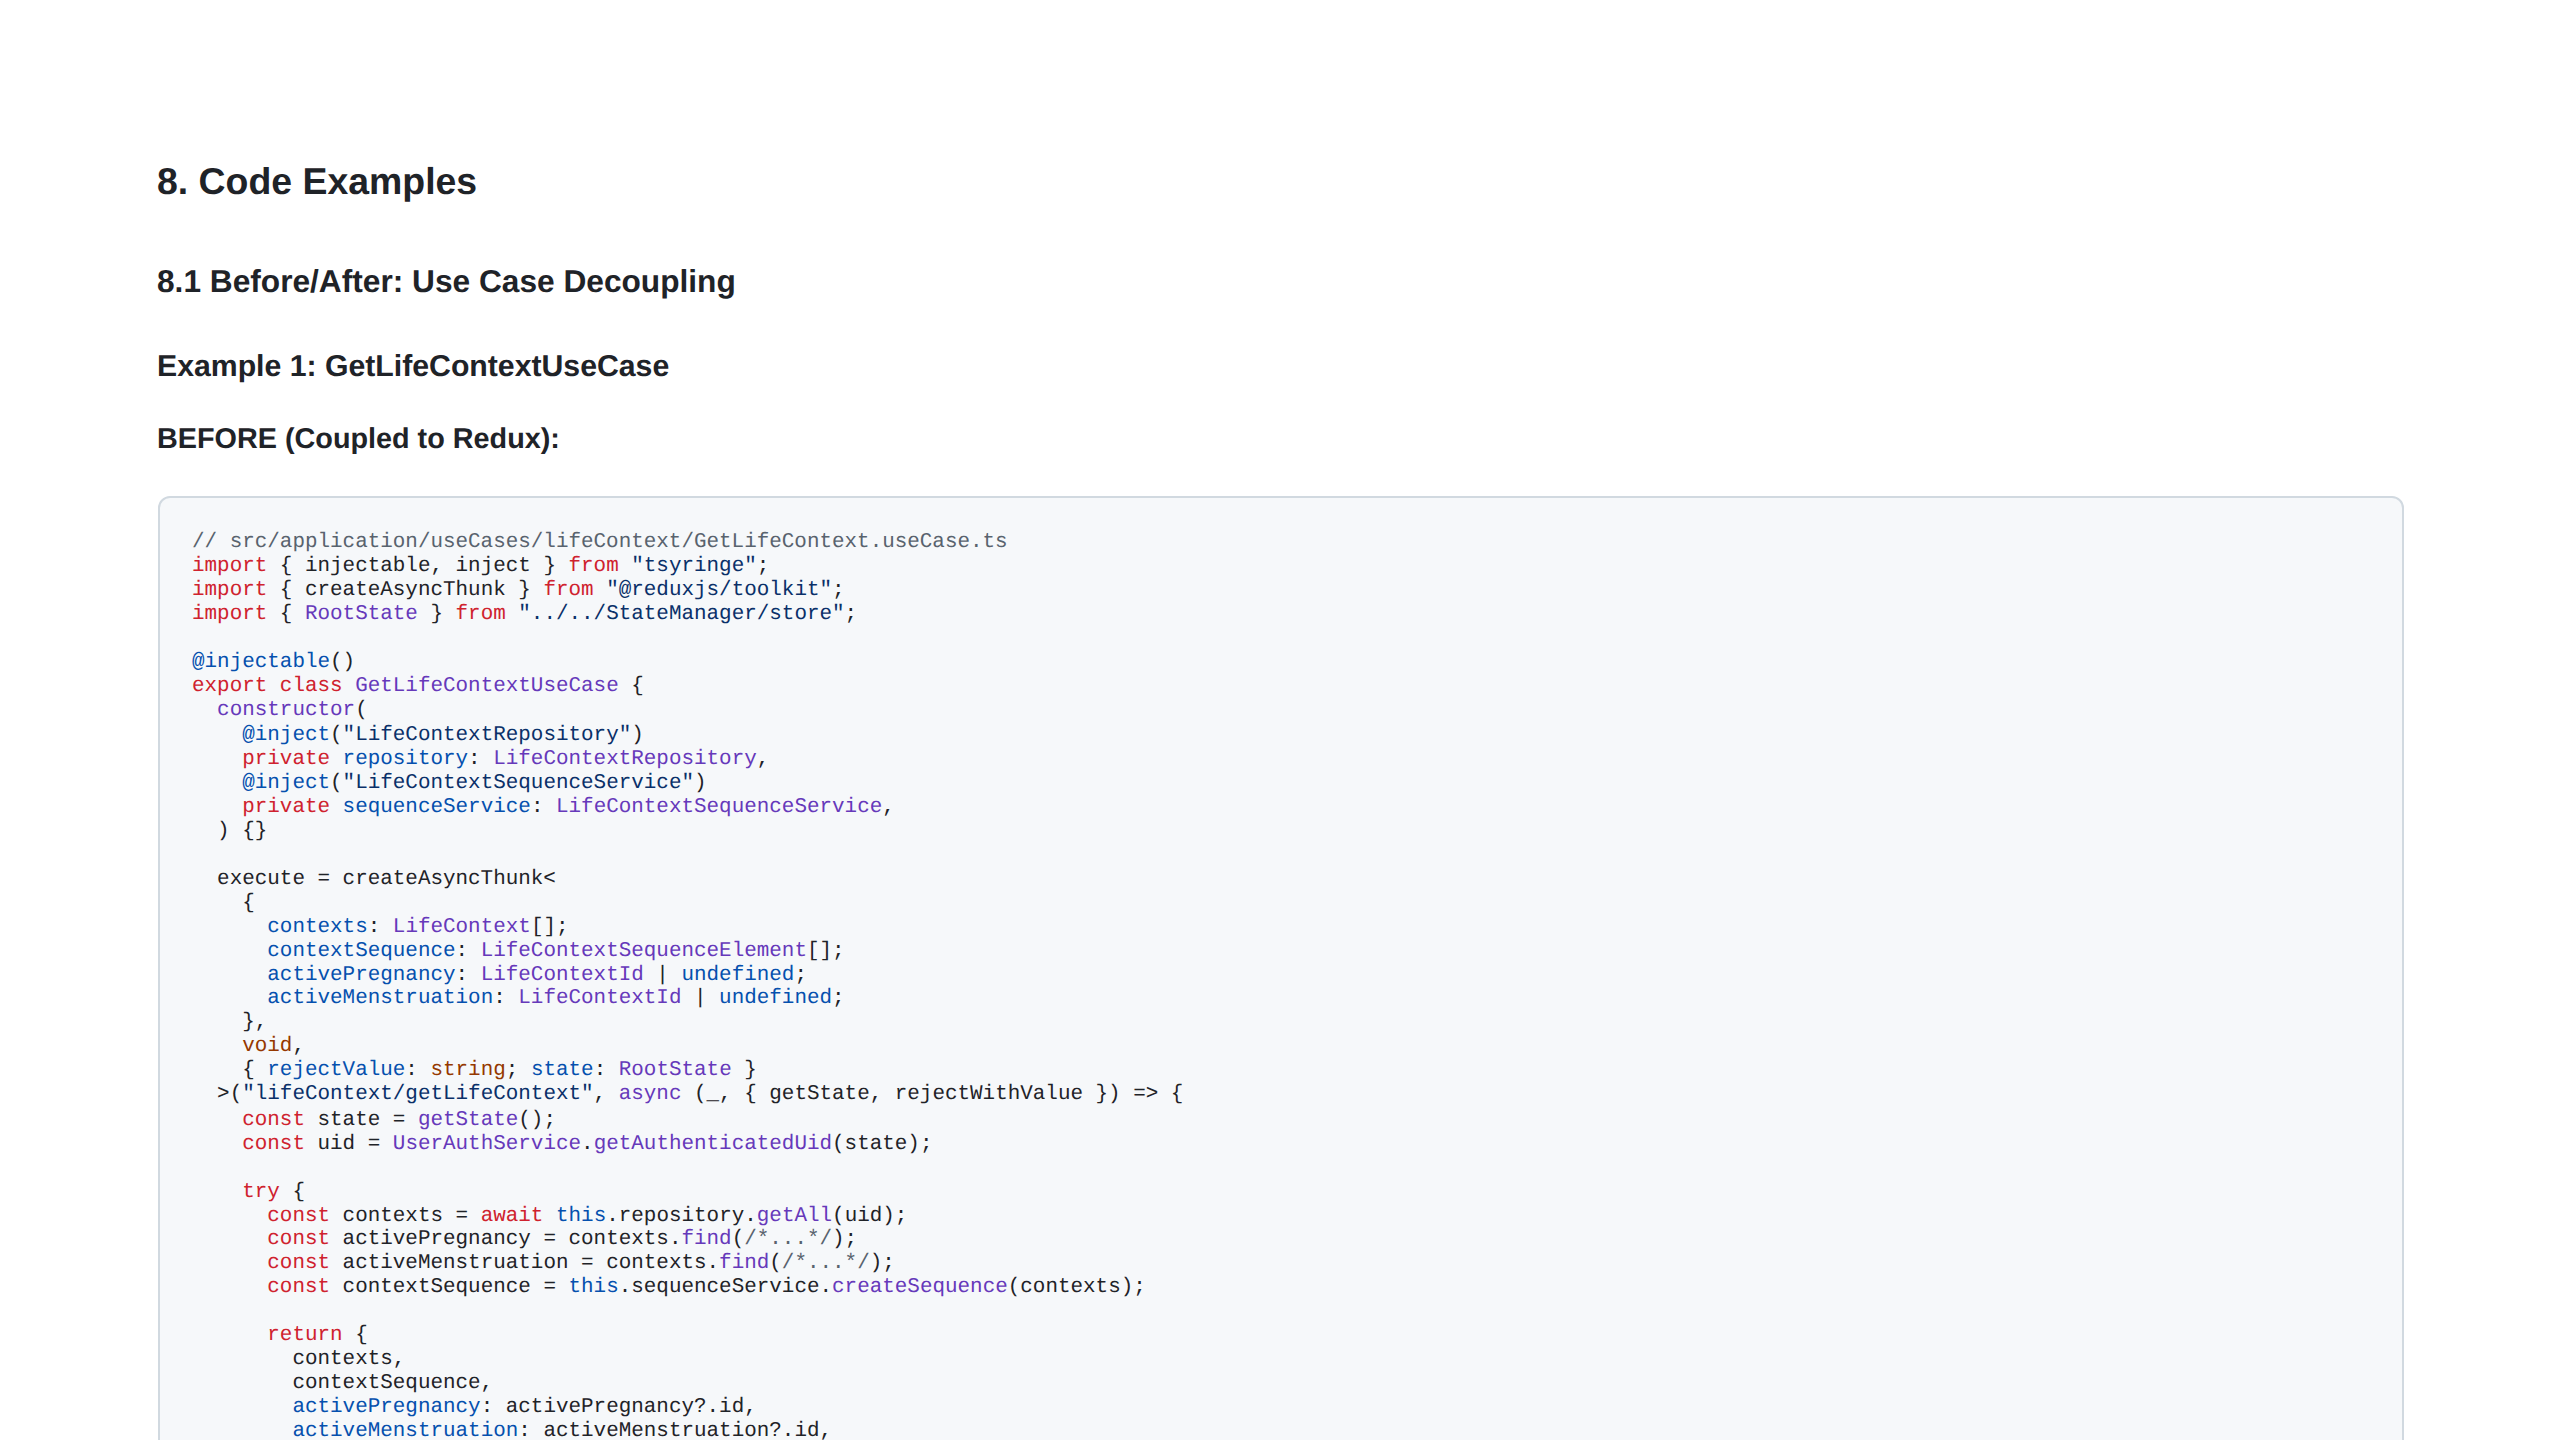 8. Code Examples
8.1 Before/After: Use Case Decoupling
Example 1: GetLifeContextUseCase
BEFORE (Coupled to Redux):
// src/application/useCases/lifeContext/GetLifeContext.useCase.ts
import { injectable, inject } from "tsyringe";
import { createAsyncThunk } from "@reduxjs/toolkit";
import { RootState } from "../../StateManager/store";

@injectable()
export class GetLifeContextUseCase {
  constructor(
    @inject("LifeContextRepository")
    private repository: LifeContextRepository,
    @inject("LifeContextSequenceService")
    private sequenceService: LifeContextSequenceService,
  ) {}

  execute = createAsyncThunk<
    {
      contexts: LifeContext[];
      contextSequence: LifeContextSequenceElement[];
      activePregnancy: LifeContextId | undefined;
      activeMenstruation: LifeContextId | undefined;
    },
    void,
    { rejectValue: string; state: RootState }
  >("lifeContext/getLifeContext", async (_, { getState, rejectWithValue }) => {
    const state = getState();
    const uid = UserAuthService.getAuthenticatedUid(state);

    try {
      const contexts = await this.repository.getAll(uid);
      const activePregnancy = contexts.find(/*...*/);
      const activeMenstruation = contexts.find(/*...*/);
      const contextSequence = this.sequenceService.createSequence(contexts);

      return {
        contexts,
        contextSequence,
        activePregnancy: activePregnancy?.id,
        activeMenstruation: activeMenstruation?.id,